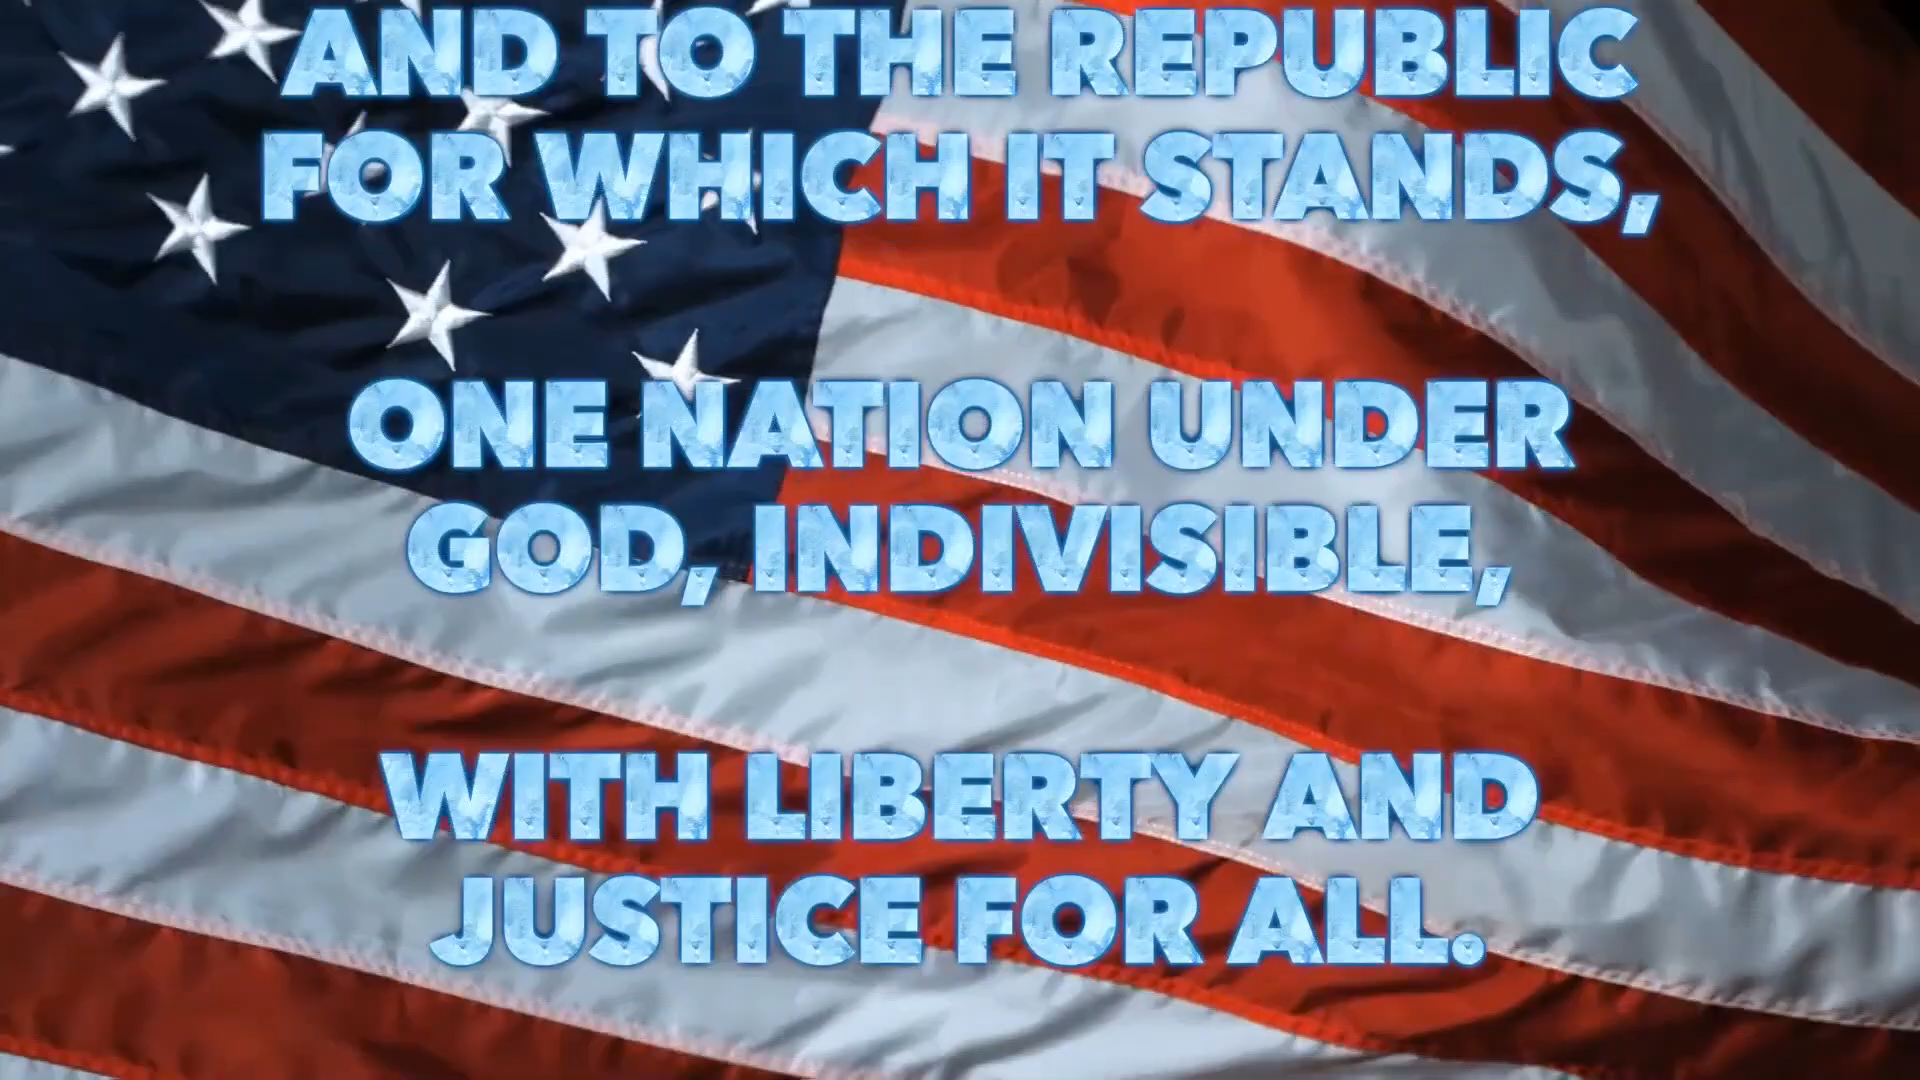 AND TO THE REPUBLIC
FOR WHICH IT STANDS,
ONE NATION UNDER
GOD, INDIVISIBLE,
WITH LIBERTY AND
JUSTICE FOR ALL.